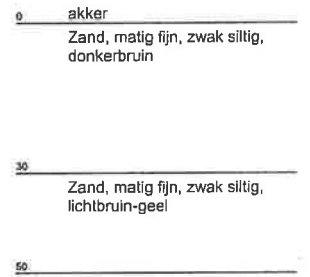 0 akker
Zand, matig fijn, zwak siltig,
donkerbruin
30
Zand, matig fijn, zwak siltig,
lichtbruin-geel
50